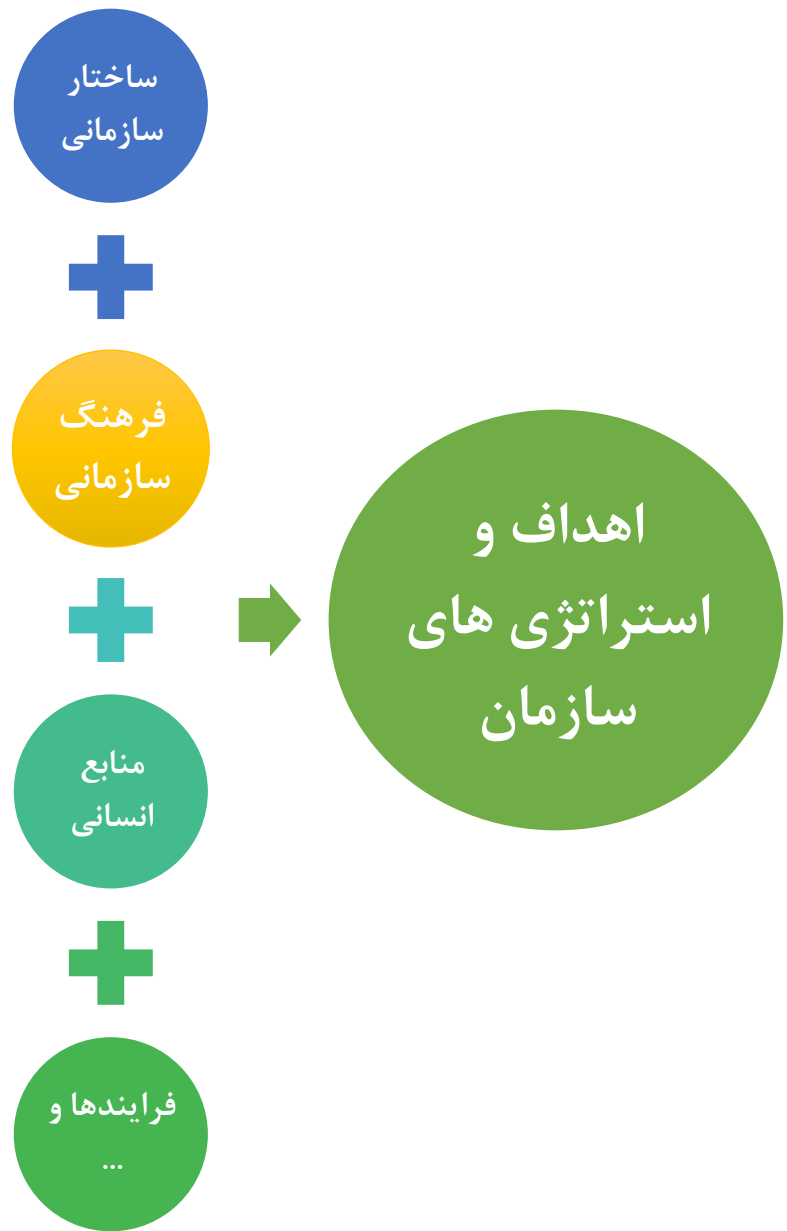 ساختار
سازمانی
فرهنگ
سازمانی
منابع
انسانی
فرایندها و
...
اهداف و
استراتژی های
سازمان